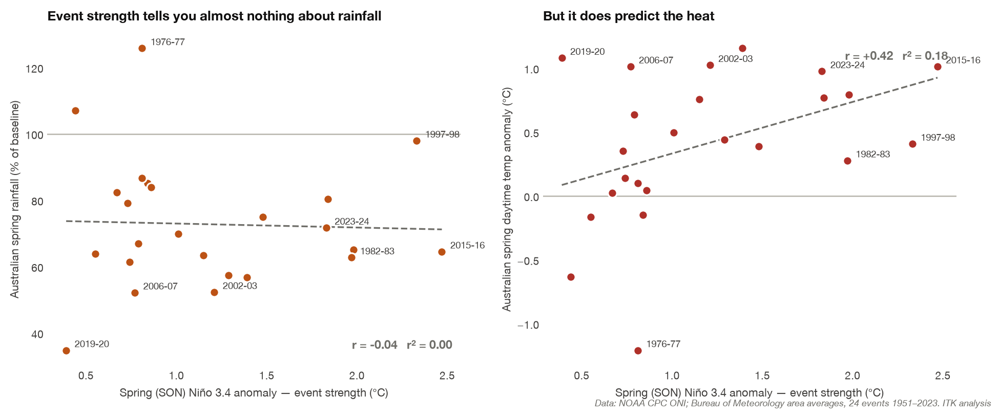 Event strength tells you almost nothing about rainfall
1976-77
120
100
1997-98
80
2023-24
2015-16
1982-83
60
2006-07
2002-03
40
2019-20
r = -0.04 r² = 0.00
0.5 1.0 1.5 2.0 2.5
Australian spring rainfall (% of baseline)
Spring (SON) Niño 3.4 anomaly — event strength (°C)
But it does predict the heat
2019-20
2006-07
2002-03
r = +0.42 r² = 0.18
2023-24
2015-16
1.0
0.5
1997-98
1982-83
0.0
−0.5
−1.0
1976-77
0.5 1.0 1.5 2.0 2.5
Australian spring daytime temp anomaly (°C)
Spring (SON) Niño 3.4 anomaly — event strength (°C)
Data: NOAA CPC ONI; Bureau of Meteorology area averages, 24 events 1951–2023. ITK analysis